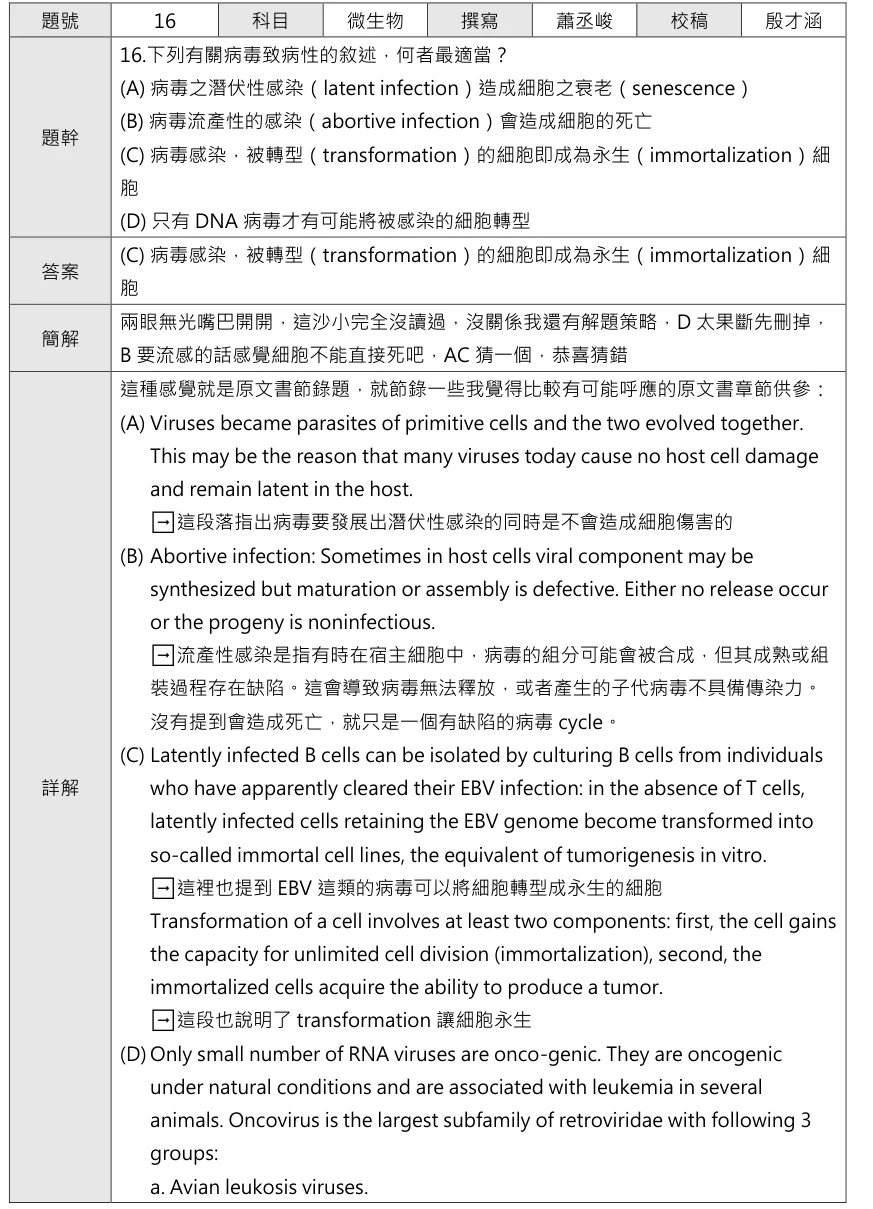 題號 16 科目 微生物 撰寫 蕭丞峻 校稿 殷才涵
題幹
16.下列有關病毒致病性的敘述，何者最適當？
(A) 病毒之潛伏性感染（latent infection）造成細胞之衰老（senescence）
(B) 病毒流產性的感染（abortive infection）會造成細胞的死亡
(C) 病毒感染，被轉型（transformation）的細胞即成為永生（immortalization）細
胞
(D) 只有 DNA 病毒才有可能將被感染的細胞轉型
答案
(C) 病毒感染，被轉型（transformation）的細胞即成為永生（immortalization）細
胞
簡解
兩眼無光嘴巴開開，這沙小完全沒讀過，沒關係我還有解題策略，D 太果斷先刪掉，
B 要流感的話感覺細胞不能直接死吧，AC 猜一個，恭喜猜錯
詳解
這種感覺就是原文書節錄題，就節錄一些我覺得比較有可能呼應的原文書章節供參：
(A) Viruses became parasites of primitive cells and the two evolved together.
This may be the reason that many viruses today cause no host cell damage
and remain latent in the host.
→這段落指出病毒要發展出潛伏性感染的同時是不會造成細胞傷害的
(B) Abortive infection: Sometimes in host cells viral component may be
synthesized but maturation or assembly is defective. Either no release occur
or the progeny is noninfectious.
→流產性感染是指有時在宿主細胞中，病毒的組分可能會被合成，但其成熟或組
裝過程存在缺陷。這會導致病毒無法釋放，或者產生的子代病毒不具備傳染力。
沒有提到會造成死亡，就只是一個有缺陷的病毒 cycle。
(C) Latently infected B cells can be isolated by culturing B cells from individuals
who have apparently cleared their EBV infection: in the absence of T cells,
latently infected cells retaining the EBV genome become transformed into
so-called immortal cell lines, the equivalent of tumorigenesis in vitro.
→這裡也提到 EBV 這類的病毒可以將細胞轉型成永生的細胞
Transformation of a cell involves at least two components: first, the cell gains
the capacity for unlimited cell division (immortalization), second, the
immortalized cells acquire the ability to produce a tumor.
→這段也說明了 transformation 讓細胞永生
(D) Only small number of RNA viruses are onco-genic. They are oncogenic
under natural conditions and are associated with leukemia in several
animals. Oncovirus is the largest subfamily of retroviridae with following 3
groups:
a. Avian leukosis viruses.